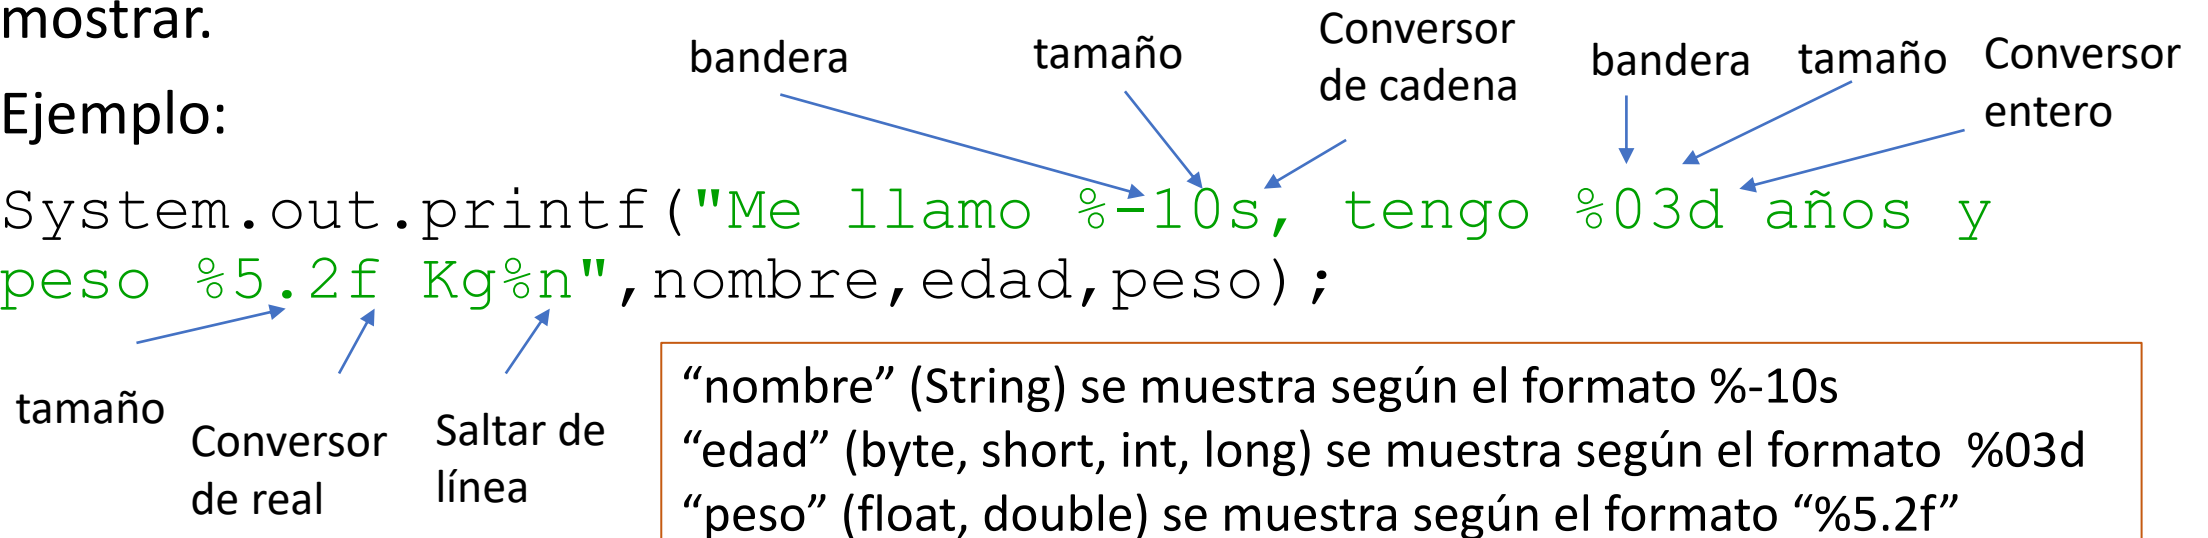 mostrar.
Ejemplo:
bandera
tamaño
Conversor
de cadena
bandera
tamaño
Conversor
entero
System.out.printf("Me llamo %-10s, tengo %03d años y
peso %5.2f Kg%n",nombre,edad,peso);
tamaño
Conversor
de real
Saltar de
línea
“nombre” (String) se muestra según el formato %-10s
“edad” (byte, short, int, long) se muestra según el formato  %03d
“peso” (float, double) se muestra según el formato “%5.2f”